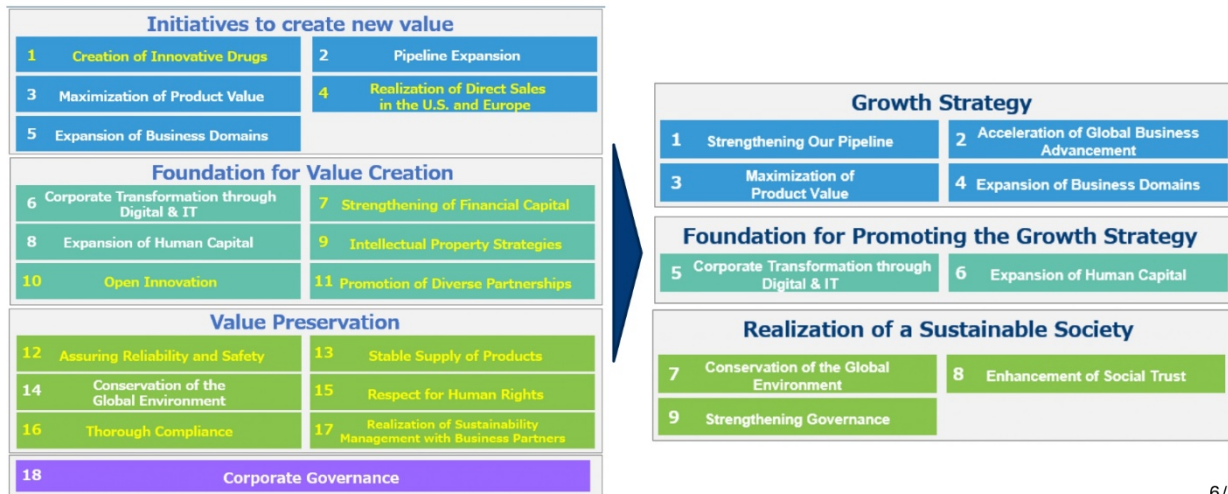 Initiatives to create new value
1 Creation of Innovative Drugs
2 Pipeline Expansion
3 Maximization of Product Value
4 Realization of Direct Sales
in the U.S. and Europe
5 Expansion of Business Domains
Foundation for Value Creation
6 Corporate Transformation through
Digital & IT
7 Strengthening of Financial Capital
8 Expansion of Human Capital
9 Intellectual Property Strategies
10 Open Innovation
11 Promotion of Diverse Partnerships
Value Preservation
12 Assuring Reliability and Safety
13 Stable Supply of Products
14 Conservation of the
Global Environment
15 Respect for Human Rights
16 Thorough Compliance
17 Realization of Sustainability
Management with Business Partners
18 Corporate Governance
Growth Strategy
1 Strengthening Our Pipeline
2 Acceleration of Global Business
Advancement
3 Maximization of
Product Value
4 Expansion of Business Domains
Foundation for Promoting the Growth Strategy
5 Corporate Transformation through
Digital & IT
6 Expansion of Human Capital
Realization of a Sustainable Society
7 Conservation of the Global
Environment
8 Enhancement of Social Trust
9 Strengthening Governance
6/